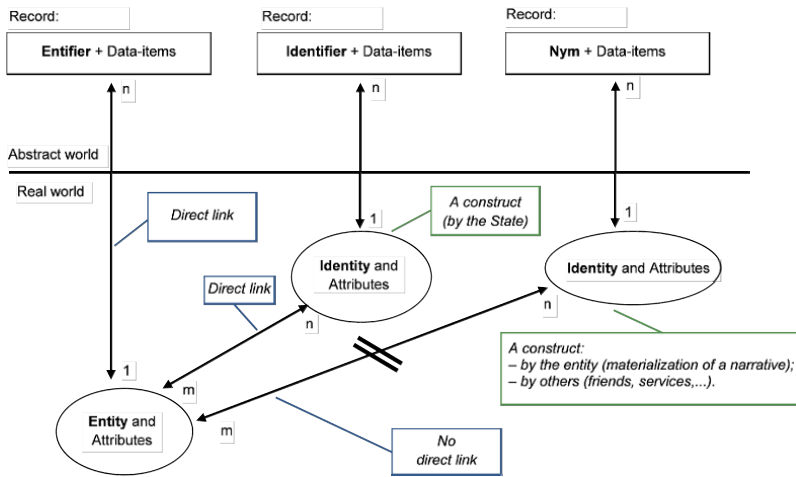 Record:
Record:
Record:
Entifier + Data-items
Identifier + Data-items
Nym + Data-items
n
n
n
Abstract world
Real world
Direct link
A construct
(by the State)
1
1
Identity and
Attributes
Identity and Attributes
Direct link
n
n
A construct:
– by the entity (materialization of a narrative);
– by others (friends, services,...).
1
m
Entity and
Attributes
m
No
direct link